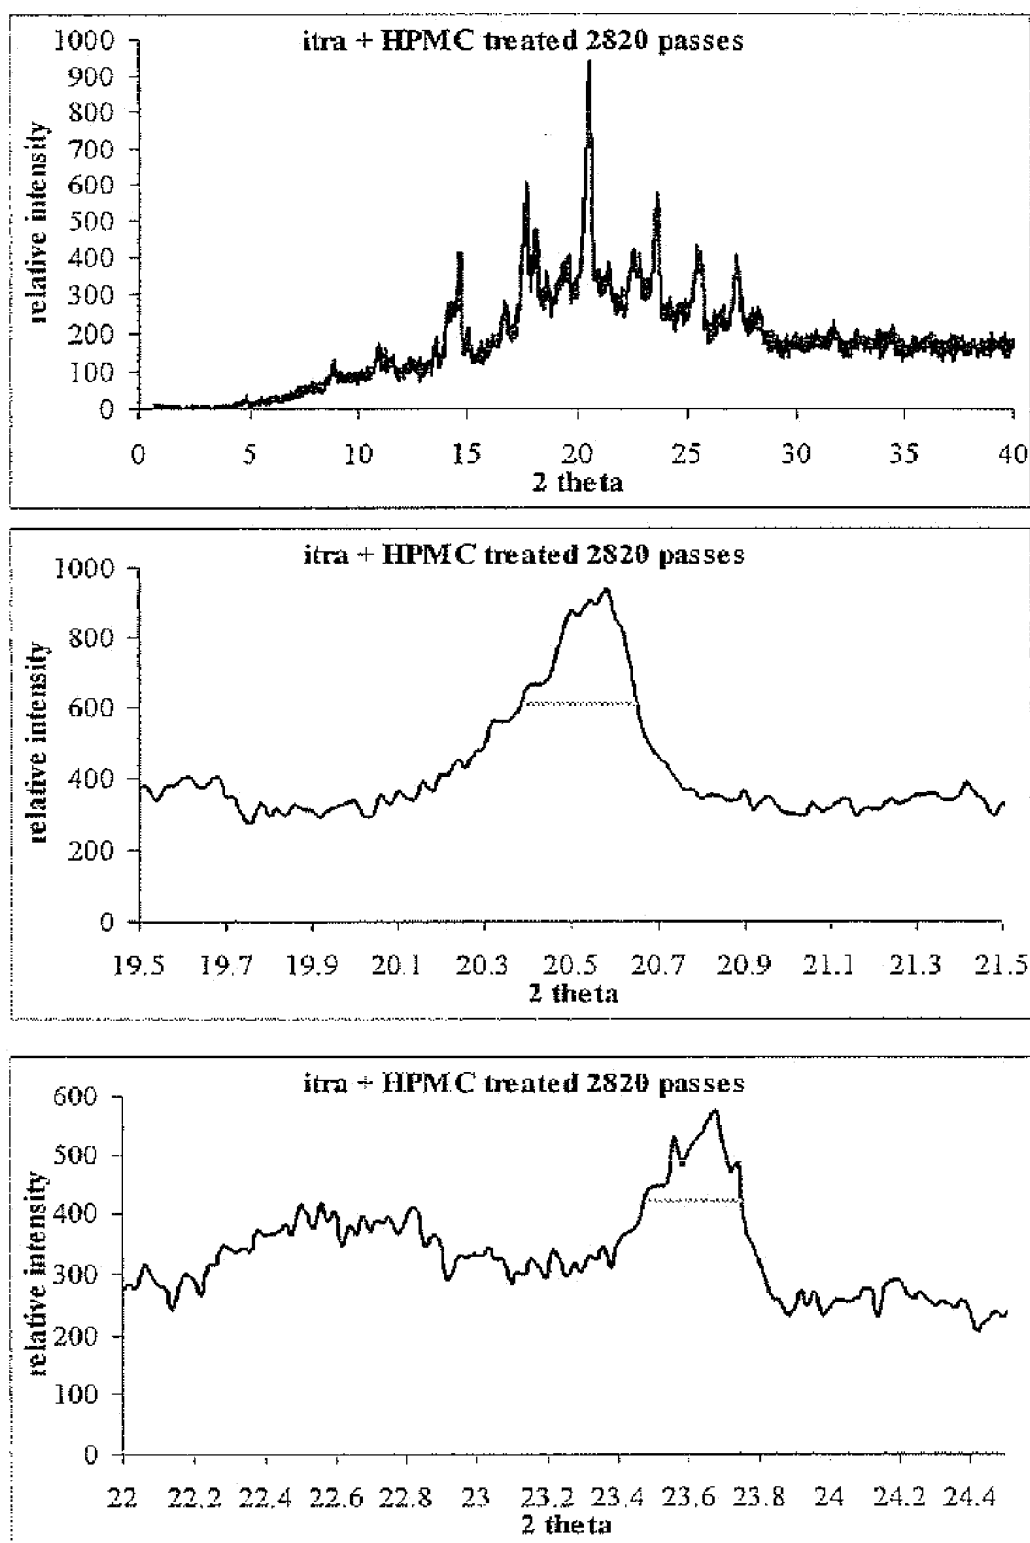 itra + HPMC treated 2820 passes
1000
900
800
700
600
500
400
300
200
100
0
relative intensity
0 5 10 15 20 25 30 35 40
2 theta
itra + HPMC treated 2820 passes
1000
800
600
400
200
0
relative intensity
19.5 19.7 19.9 20.1 20.3 20.5 20.7 20.9 21.1 21.3 21.5
2 theta
itra + HPMC treated 2820 passes
600
500
400
300
200
100
0
relative intensity
22 22.2 22.4 22.6 22.8 23 23.2 23.4 23.6 23.8 24 24.2 24.4
2 theta